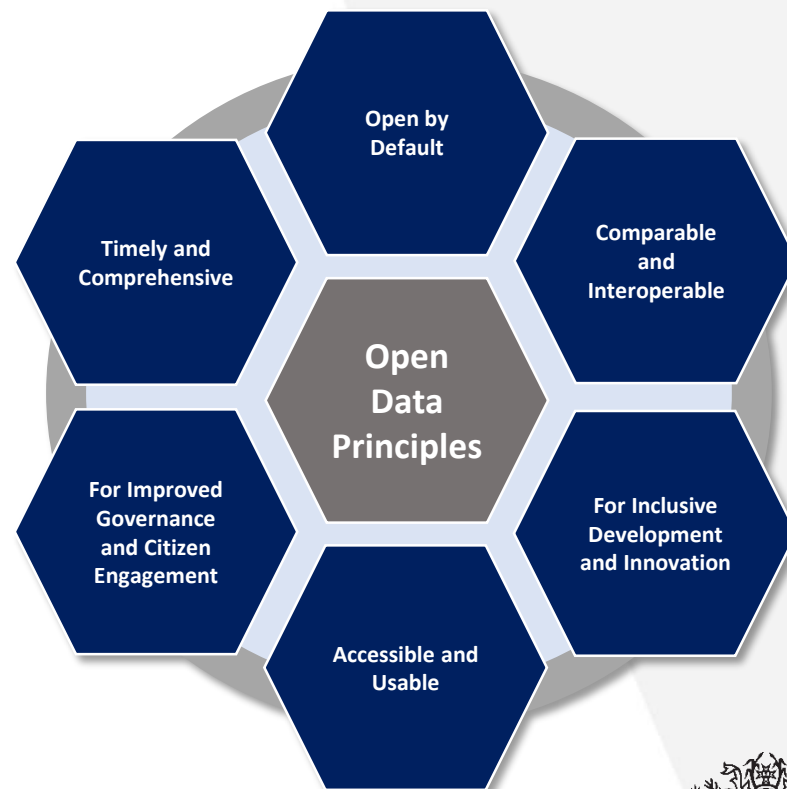 Open by
Default
Timely and
Comprehensive
Comparable
and
Interoperable
Open
Data
Principles
For Improved
Governance
and Citizen
Engagement
For Inclusive
Development
and Innovation
Accessible and
Usable